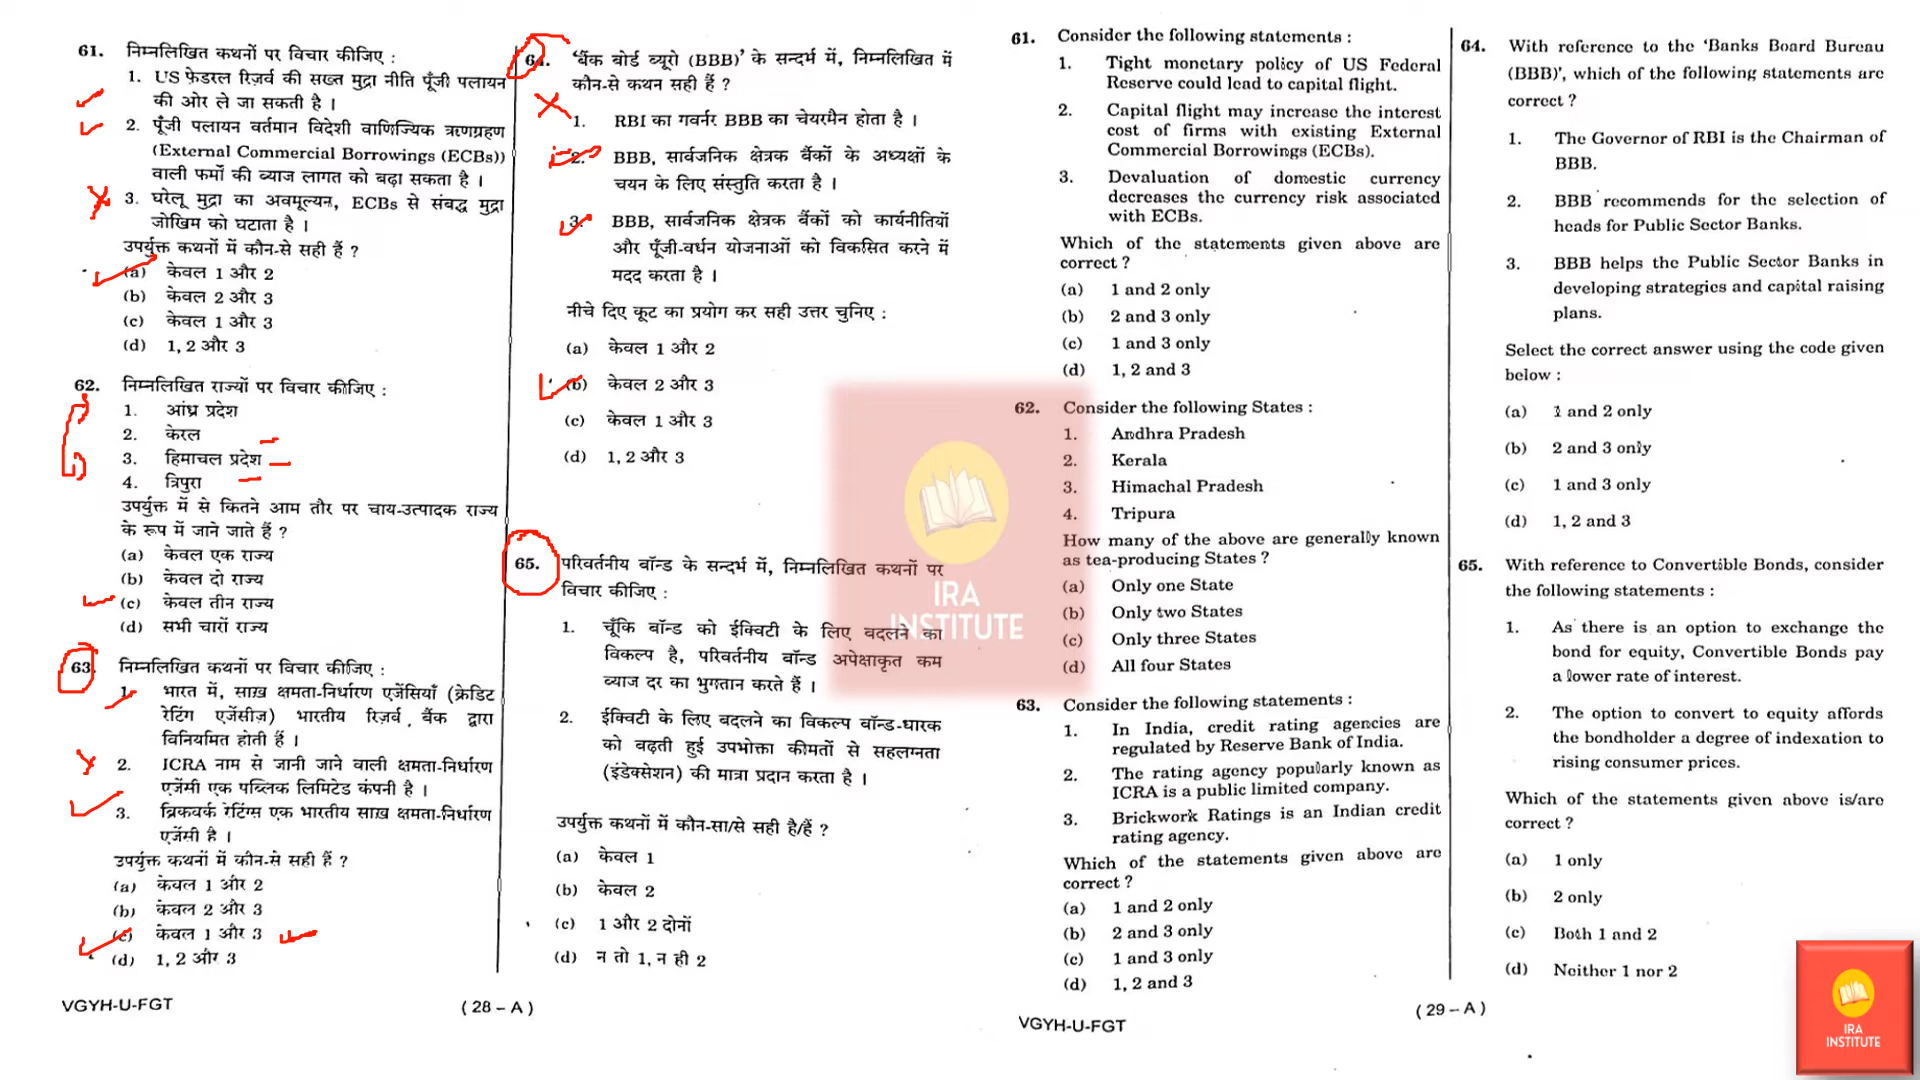 61. निम्नलिखित कथनों पर विचार कीजिए :
1. US फ़ेडरल रिज़र्व की सख्त मुद्रा नीति पूँजी पलायन
की ओर ले जा सकती है ।
2. पूँजी पलायन वर्तमान विदेशी वाणिज्यिक ऋणग्रहण
(External Commercial Borrowings (ECBs))
वाली फर्मों की ब्याज लागत को बढ़ा सकता है ।
3. घरेलू मुद्रा का अवमूल्यन, ECBs से संबद्ध मुद्रा
जोखिम को घटाता है ।
उपर्युक्त कथनों में कौन-से सही हैं ?
(a) केवल 1 और 2
(b) केवल 2 और 3
(c) केवल 1 और 3
(d) 1, 2 और 3
62. निम्नलिखित राज्यों पर विचार कीजिए :
1. आंध्र प्रदेश
2. केरल
3. हिमाचल प्रदेश
4. त्रिपुरा
उपर्युक्त में से कितने आम तौर पर चाय-उत्पादक राज्य
के रूप में जाने जाते हैं ?
(a) केवल एक राज्य
(b) केवल दो राज्य
(c) केवल तीन राज्य
(d) सभी चारों राज्य
63. निम्नलिखित कथनों पर विचार कीजिए :
1. भारत में, साख क्षमता-निर्धारण एजेंसियाँ (क्रेडिट
रेटिंग एजेंसीज़) भारतीय रिज़र्व बैंक द्वारा
विनियमित होती हैं ।
2. ICRA नाम से जानी जाने वाली क्षमता-निर्धारण
एजेंसी एक पब्लिक लिमिटेड कंपनी है ।
3. ब्रिकवर्क रेटिंग्स एक भारतीय साख क्षमता-निर्धारण
एजेंसी है ।
उपर्युक्त कथनों में कौन-से सही हैं ?
(a) केवल 1 और 2
(b) केवल 2 और 3
(c) केवल 1 और 3
(d) 1, 2 और 3
VGYH-U-FGT
( 28 – A )
64. ‘बैंक बोर्ड ब्यूरो (BBB)’ के सन्दर्भ में, निम्नलिखित में
कौन-से कथन सही हैं ?
1. RBI का गवर्नर BBB का चेयरमैन होता है ।
2. BBB, सार्वजनिक क्षेत्रक बैंकों के अध्यक्षों के
चयन के लिए संस्तुति करता है ।
3. BBB, सार्वजनिक क्षेत्रक बैंकों को कार्यनीतियों
और पूँजी-वर्धन योजनाओं को विकसित करने में
मदद करता है ।
नीचे दिए कूट का प्रयोग कर सही उत्तर चुनिए :
(a) केवल 1 और 2
(b) केवल 2 और 3
(c) केवल 1 और 3
(d) 1, 2 और 3
65. परिवर्तनीय बॉन्ड के सन्दर्भ में, निम्नलिखित कथनों पर
विचार कीजिए :
1. चूँकि बॉन्ड को ईक्विटी के लिए बदलने का
विकल्प है, परिवर्तनीय बॉन्ड अपेक्षाकृत कम
ब्याज दर का भुगतान करते हैं ।
2. ईक्विटी के लिए बदलने का विकल्प बॉन्ड-धारक
को बढ़ती हुई उपभोक्ता कीमतों से सहलग्नता
(इंडेक्सेशन) की मात्रा प्रदान करता है ।
उपर्युक्त कथनों में कौन-सा/से सही है/हैं ?
(a) केवल 1
(b) केवल 2
(c) 1 और 2 दोनों
(d) न तो 1, न ही 2
61. Consider the following statements :
1. Tight monetary policy of US Federal
Reserve could lead to capital flight.
2. Capital flight may increase the interest
cost of firms with existing External
Commercial Borrowings (ECBs).
3. Devaluation of domestic currency
decreases the currency risk associated
with ECBs.
Which of the statements given above are
correct ?
(a) 1 and 2 only
(b) 2 and 3 only
(c) 1 and 3 only
(d) 1, 2 and 3
62. Consider the following States :
1. Andhra Pradesh
2. Kerala
3. Himachal Pradesh
4. Tripura
How many of the above are generally known
as tea-producing States ?
(a) Only one State
(b) Only two States
(c) Only three States
(d) All four States
63. Consider the following statements :
1. In India, credit rating agencies are
regulated by Reserve Bank of India.
2. The rating agency popularly known as
ICRA is a public limited company.
3. Brickwork Ratings is an Indian credit
rating agency.
Which of the statements given above are
correct ?
(a) 1 and 2 only
(b) 2 and 3 only
(c) 1 and 3 only
(d) 1, 2 and 3
VGYH-U-FGT
64. With reference to the ‘Banks Board Bureau
(BBB)’, which of the following statements are
correct ?
1. The Governor of RBI is the Chairman of
BBB.
2. BBB recommends for the selection of
heads for Public Sector Banks.
3. BBB helps the Public Sector Banks in
developing strategies and capital raising
plans.
Select the correct answer using the code given
below :
(a) 1 and 2 only
(b) 2 and 3 only
(c) 1 and 3 only
(d) 1, 2 and 3
65. With reference to Convertible Bonds, consider
the following statements :
1. As there is an option to exchange the
bond for equity, Convertible Bonds pay
a lower rate of interest.
2. The option to convert to equity affords
the bondholder a degree of indexation to
rising consumer prices.
Which of the statements given above is/are
correct ?
(a) 1 only
(b) 2 only
(c) Both 1 and 2
(d) Neither 1 nor 2
( 29 – A )
IRA
INSTITUTE
IRA
INSTITUTE